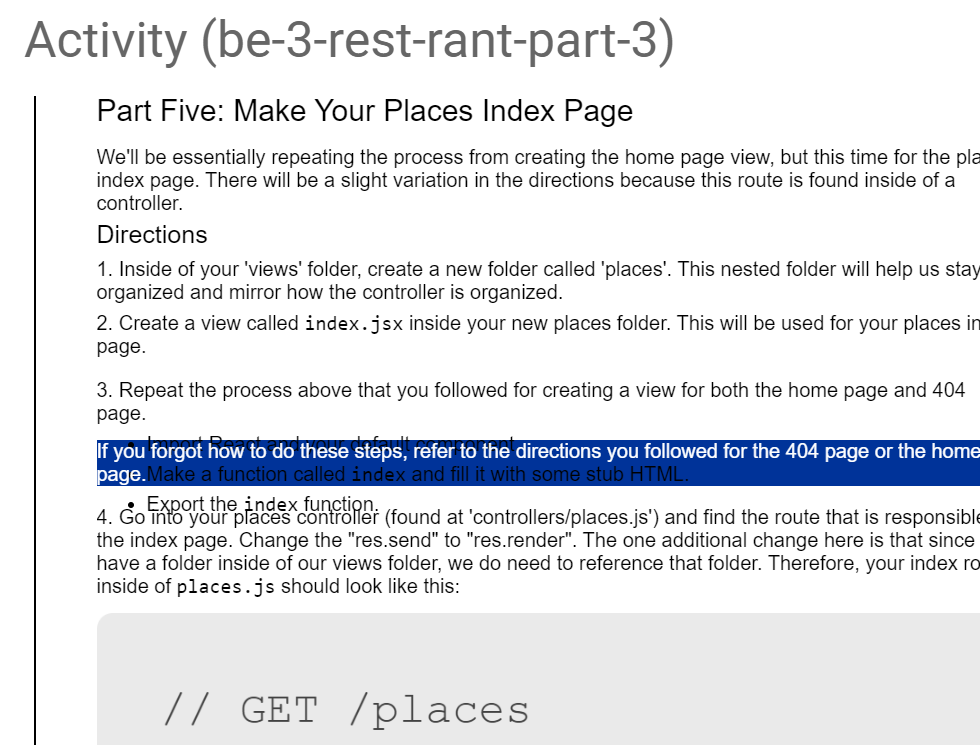 Activity (be-3-rest-rant-part-3)
Part Five: Make Your Places Index Page
We'll be essentially repeating the process from creating the home page view, but this time for the pla
index page. There will be a slight variation in the directions because this route is found inside of a
controller.
Directions
1. Inside of your 'views' folder, create a new folder called 'places'. This nested folder will help us stay
organized and mirror how the controller is organized.
2. Create a view called index.jsx inside your new places folder. This will be used for your places in
page.
3. Repeat the process above that you followed for creating a view for both the home page and 404
page.
• Import React and your default component.
If you forgot how to do these steps, refer to the directions you followed for the 404 page or the home
page.
Make a function called index and fill it with some stub HTML.
• Export the index function.
4. Go into your places controller (found at 'controllers/places.js') and find the route that is responsible
the index page. Change the "res.send" to "res.render". The one additional change here is that since
have a folder inside of our views folder, we do need to reference that folder. Therefore, your index ro
inside of places.js should look like this:
// GET /places